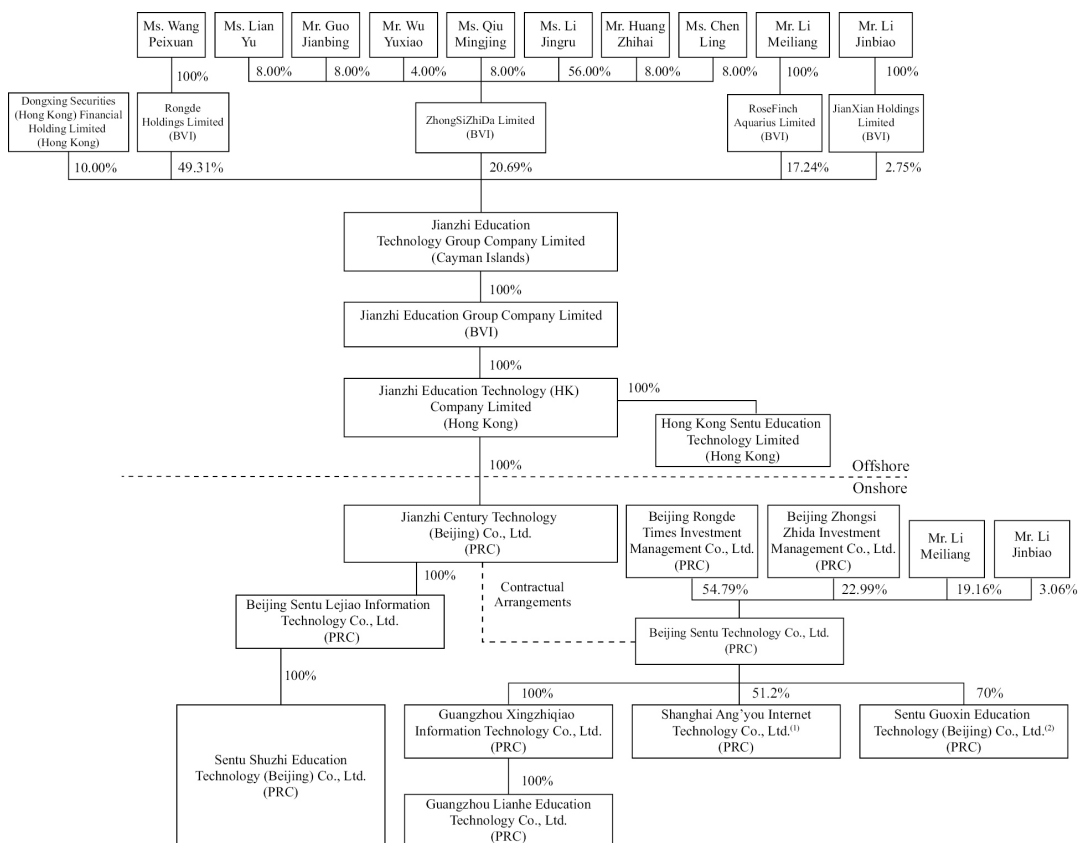 Ms. Wang
Peixuan
Ms. Lian
Yu
Mr. Guo
Jianbing
Mr. Wu
Yuxiao
Ms. Qiu
Mingjing
Ms. Li
Jingru
Mr. Huang
Zhihai
Ms. Chen
Ling
Mr. Li
Meiliang
Mr. Li
Jinbiao
100%
8.00%
8.00%
4.00%
8.00%
56.00%
8.00%
8.00%
100%
100%
Dongxing Securities
(Hong Kong) Financial
Holding Limited
(Hong Kong)
Rongde
Holdings Limited
(BVI)
ZhongSiZhiDa Limited
(BVI)
RoseFinch
Aquarius Limited
(BVI)
JianXian Holdings
Limited
(BVI)
10.00%
49.31%
20.69%
17.24%
2.75%
Jianzhi Education
Technology Group Company Limited
(Cayman Islands)
100%
Jianzhi Education Group Company Limited
(BVI)
100%
Jianzhi Education Technology (HK)
Company Limited
(Hong Kong)
100%
Hong Kong Sentu Education
Technology Limited
(Hong Kong)
100%
Offshore
Onshore
Jianzhi Century Technology
(Beijing) Co., Ltd.
(PRC)
Beijing Rongde
Times Investment
Management Co., Ltd.
(PRC)
Beijing Zhongsi
Zhida Investment
Management Co., Ltd.
(PRC)
Mr. Li
Meiliang
Mr. Li
Jinbiao
100%
Contractual
Arrangements
54.79%
22.99%
19.16%
3.06%
Beijing Sentu Lejiao Information
Technology Co., Ltd.
(PRC)
Beijing Sentu Technology Co., Ltd.
(PRC)
100%
100%
51.2%
70%
Sentu Shuzhi Education
Technology (Beijing) Co., Ltd.
(PRC)
Guangzhou Xingzhiqiao
Information Technology Co., Ltd.
(PRC)
Shanghai Ang’you Internet
Technology Co., Ltd.(1)
(PRC)
Sentu Guoxin Education
Technology (Beijing) Co., Ltd.(2)
(PRC)
100%
Guangzhou Lianhe Education
Technology Co., Ltd.
(PRC)